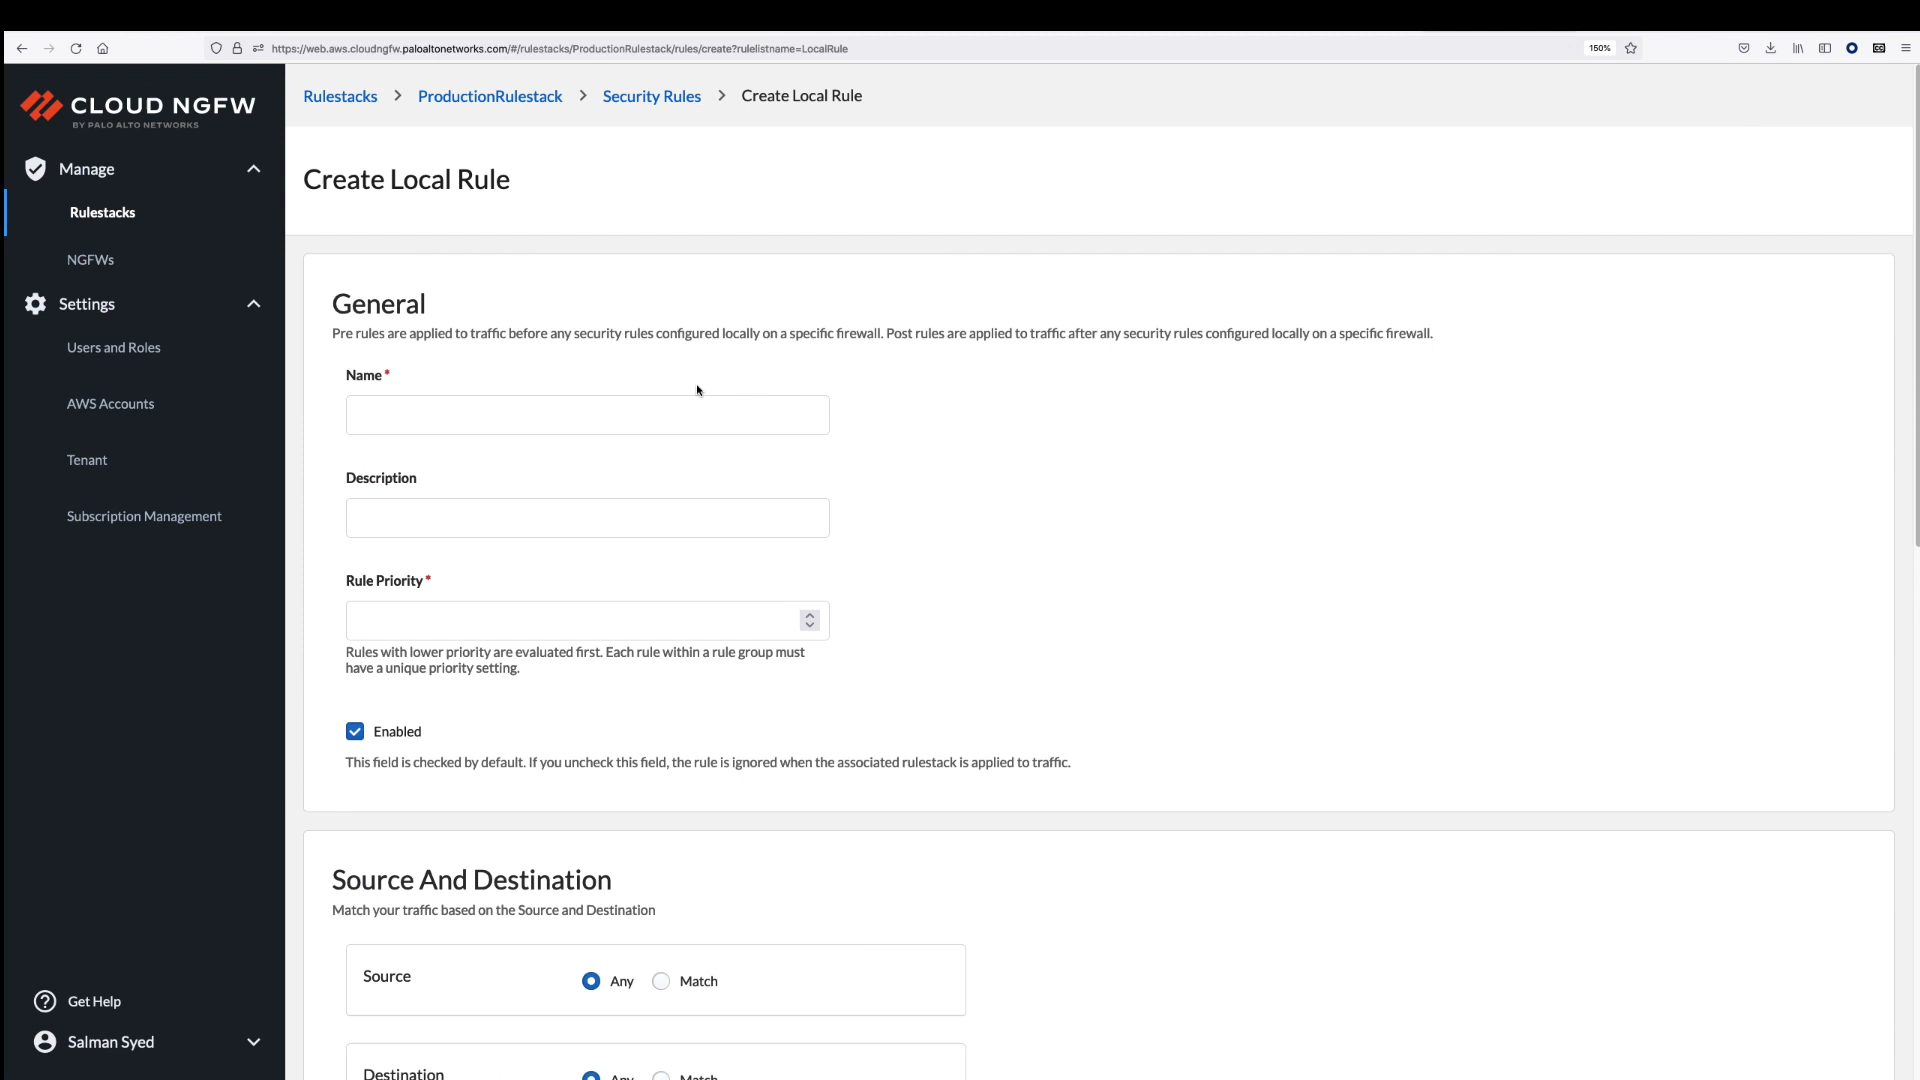 https://web.aws.cloudngfw.paloaltonetworks.com/#/rulestacks/ProductionRulestack/rules/create?rulelistname=LocalRule
150%
CLOUD NGFW
BY PALO ALTO NETWORKS
Manage
Rulestacks
NGFWs
Settings
Users and Roles
AWS Accounts
Tenant
Subscription Management
Get Help
Salman Syed
Rulestacks > ProductionRulestack > Security Rules > Create Local Rule
Create Local Rule
General
Pre rules are applied to traffic before any security rules configured locally on a specific firewall. Post rules are applied to traffic after any security rules configured locally on a specific firewall.
Name *
Description
Rule Priority *
Rules with lower priority are evaluated first. Each rule within a rule group must
have a unique priority setting.
Enabled
This field is checked by default. If you uncheck this field, the rule is ignored when the associated rulestack is applied to traffic.
Source And Destination
Match your traffic based on the Source and Destination
Source Any Match
Destination Any Match